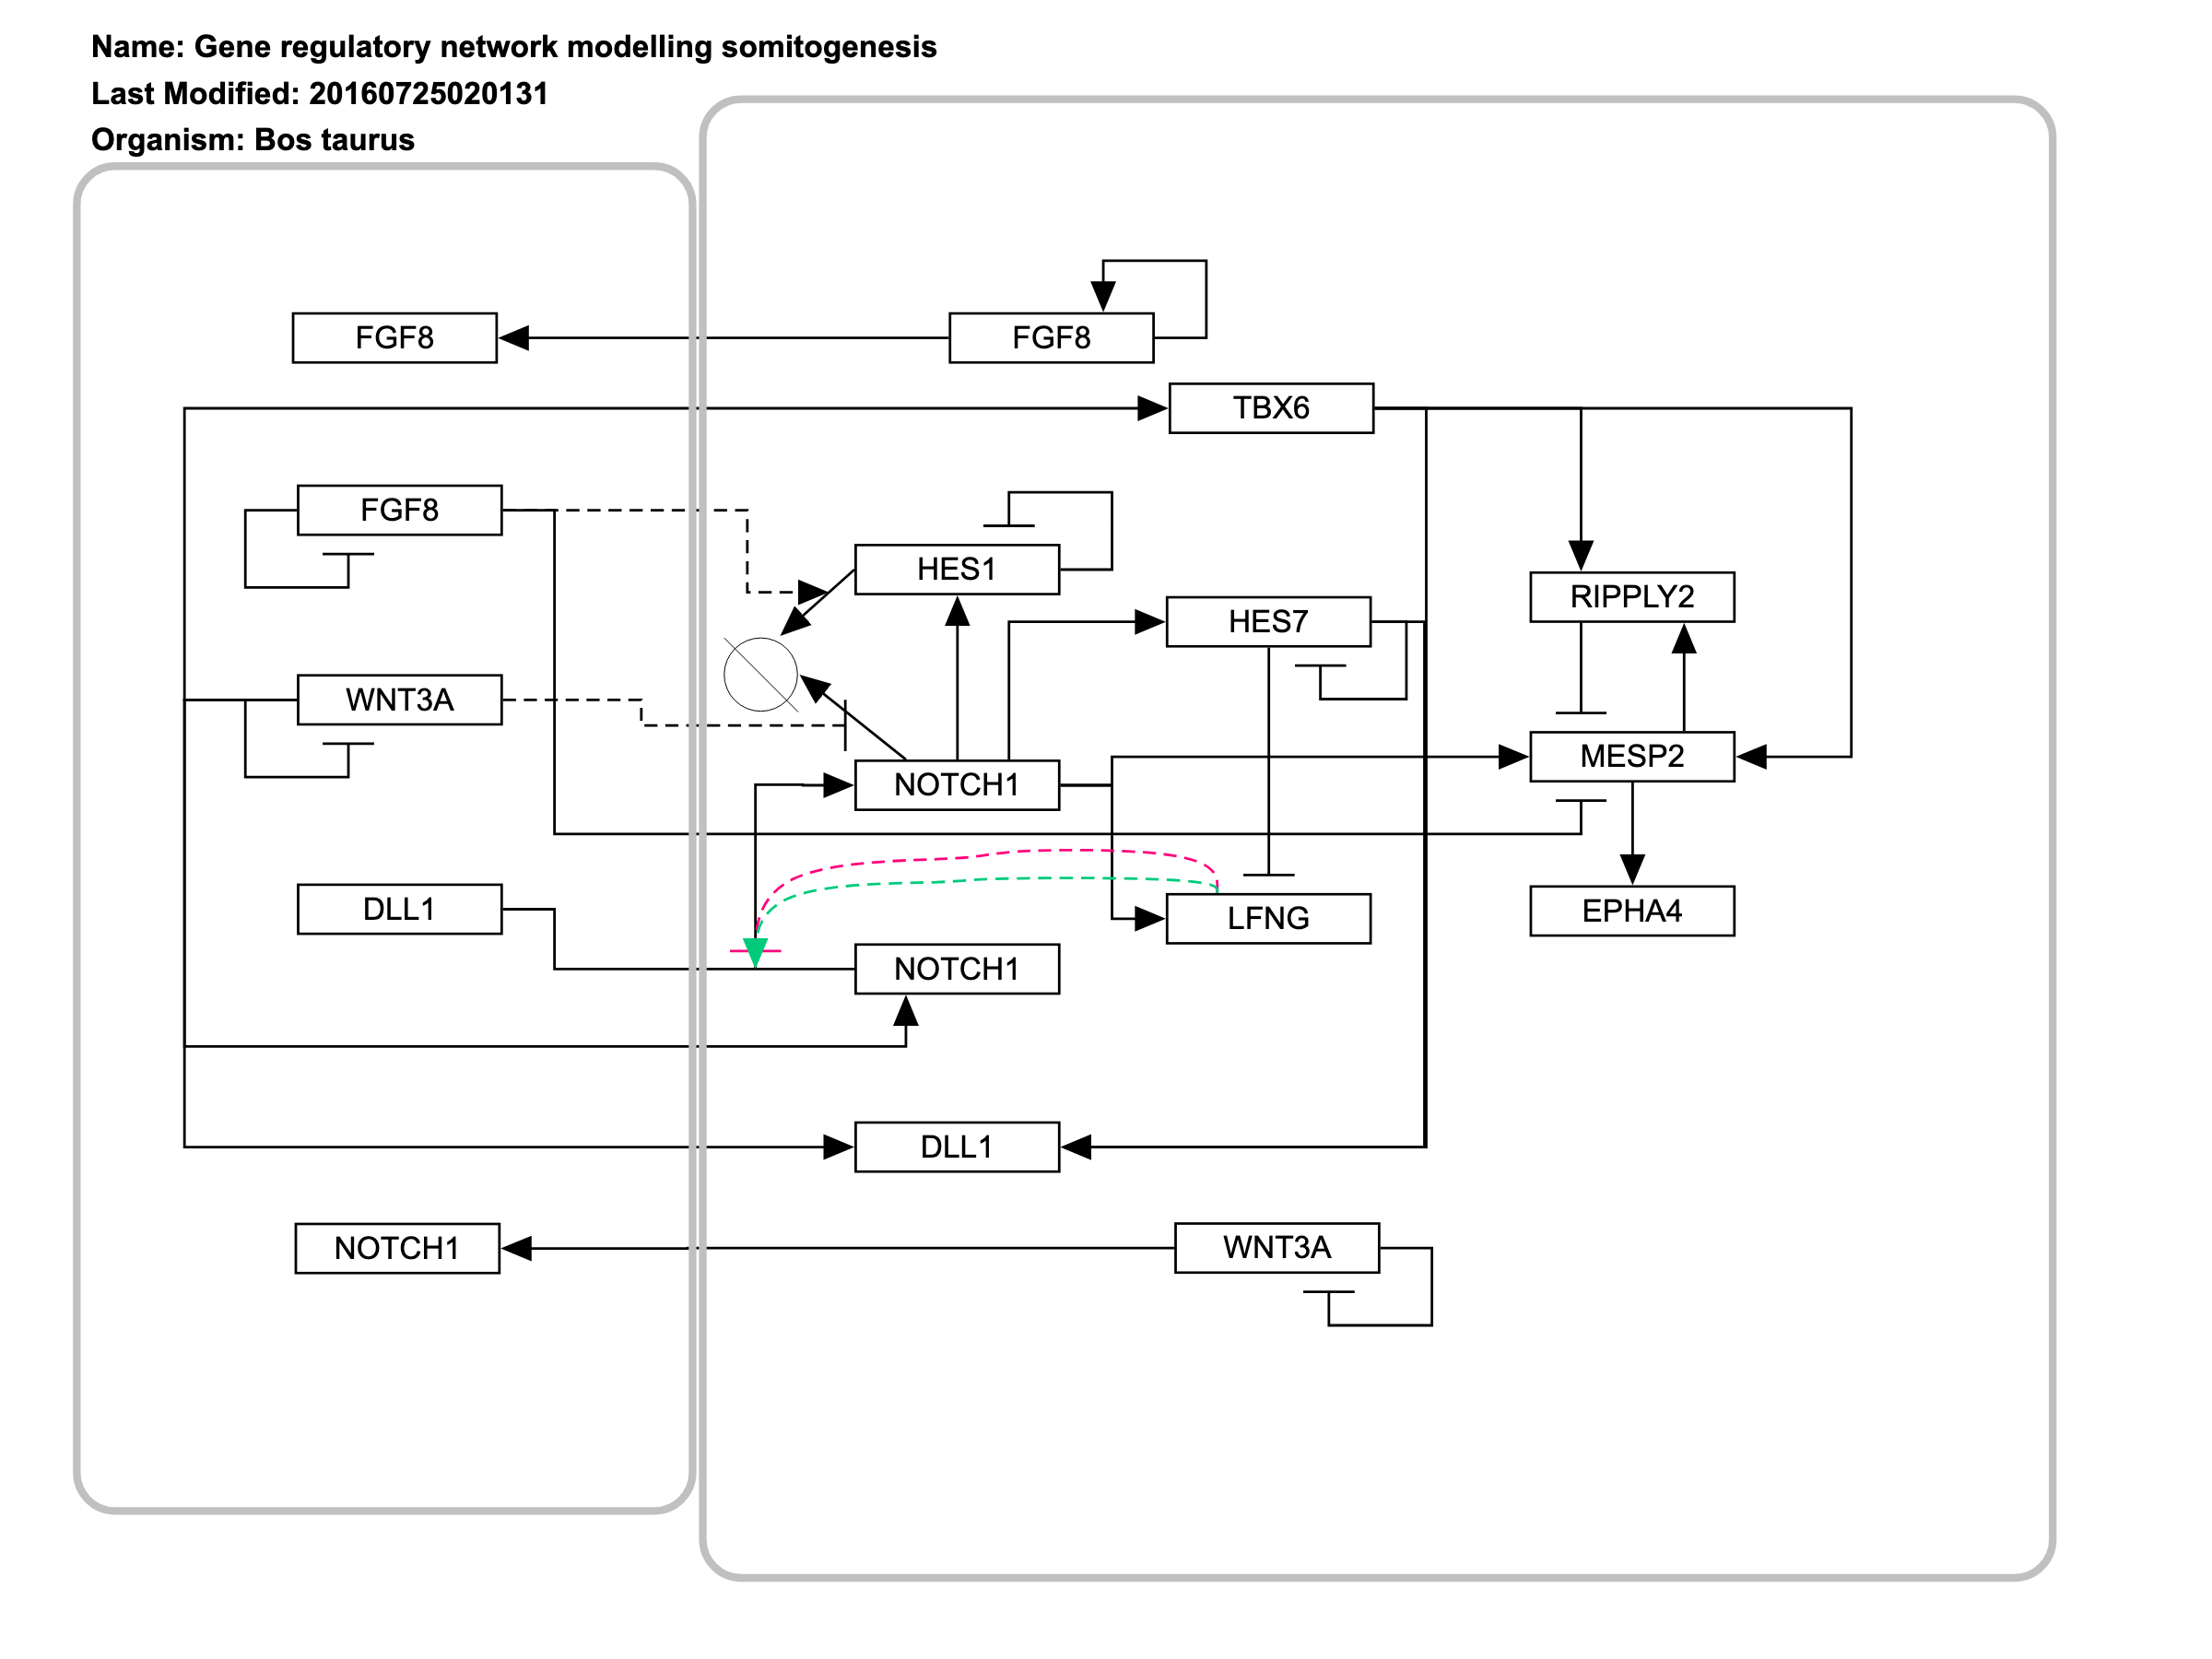 Name: Gene regulatory network modelling somitogenesis
Last Modified: 20160725020131
Organism: Bos taurus
FGF8
FGF8
TBX6
FGF8
HES1
RIPPLY2
HES7
WNT3A
MESP2
NOTCH1
DLL1
EPHA4
LFNG
NOTCH1
DLL1
NOTCH1
WNT3A